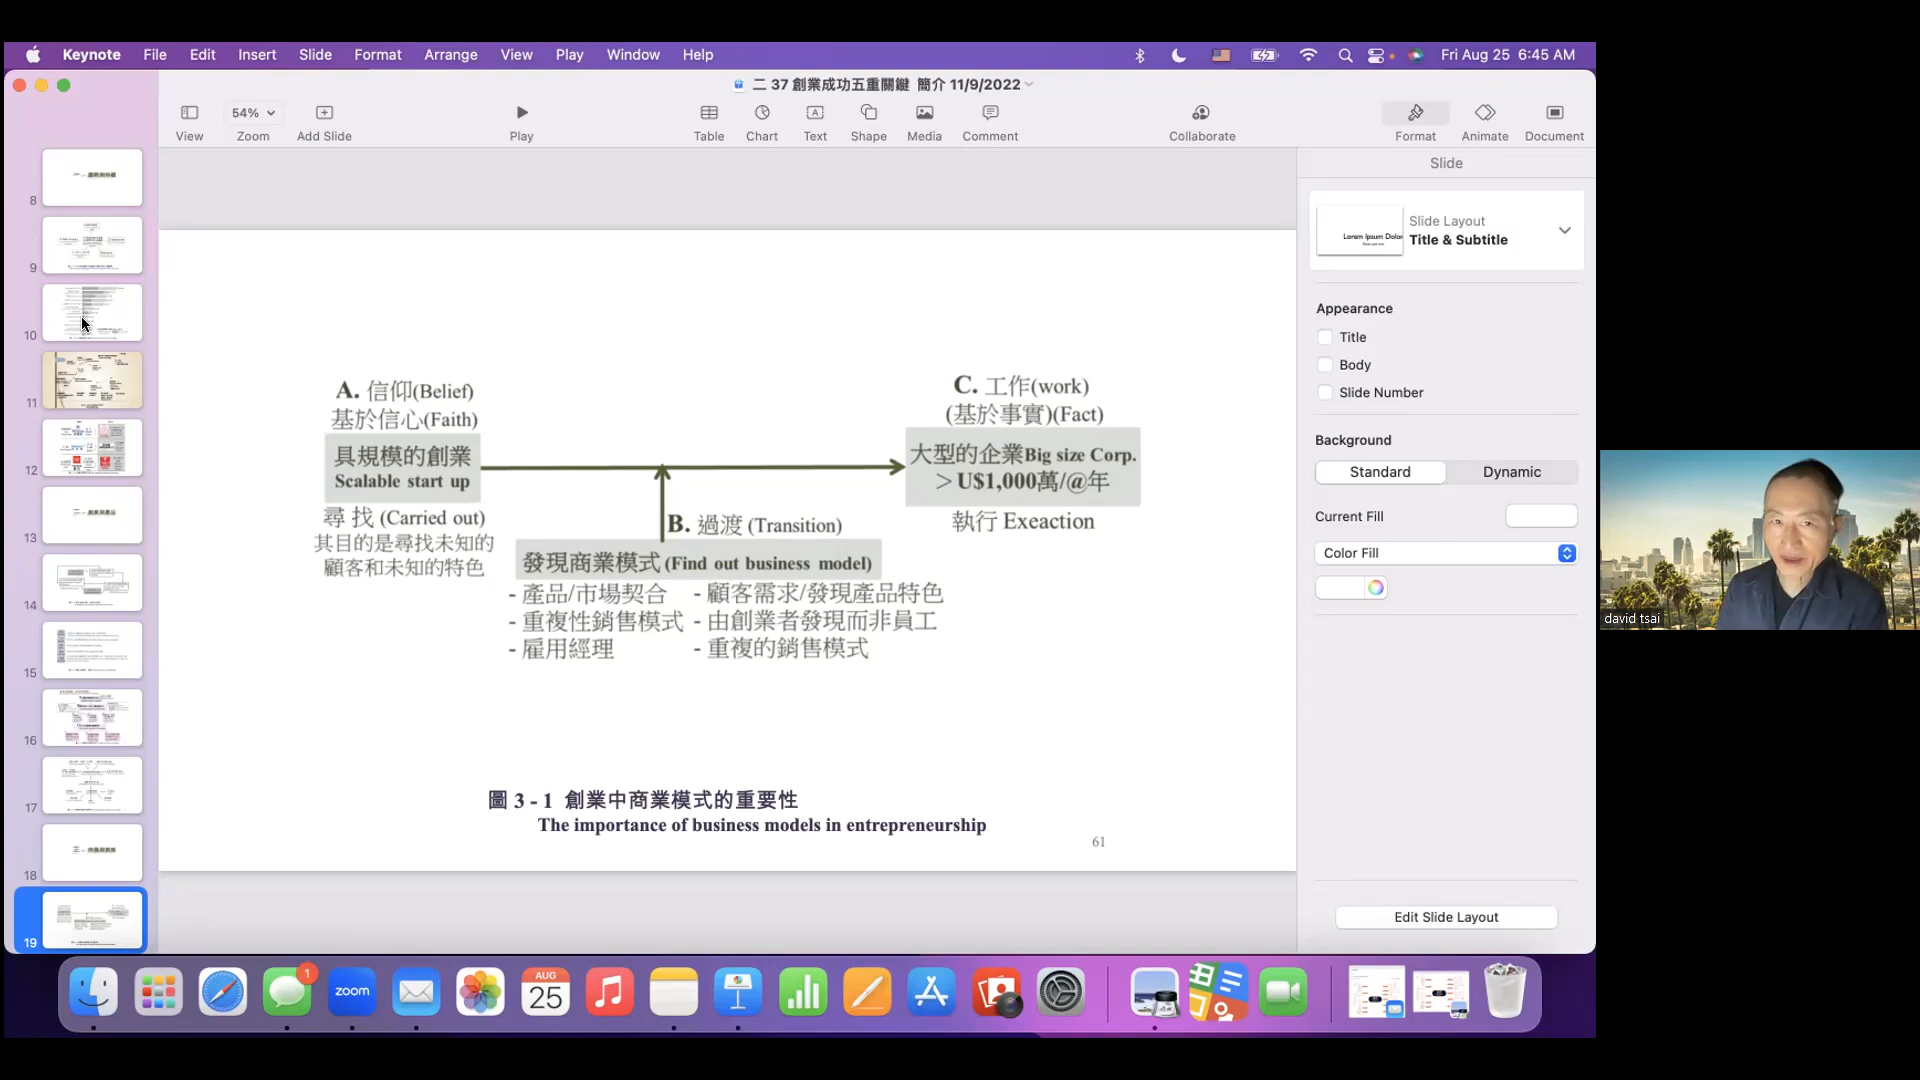 Keynote File Edit Insert Slide Format Arrange View Play Window Help
Fri Aug 25 6:45 AM
二 37 創業成功五重關鍵 簡介 11/9/2022
54%
View Zoom Add Slide Play Table Chart Text Shape Media Comment Collaborate Format Animate Document
8
9
10
11
12
13
14
15
16
17
18
19
A. 信仰(Belief)
基於信心(Faith)
具規模的創業
Scalable start up
尋 找 (Carried out)
其目的是尋找未知的
顧客和未知的特色
B. 過渡 (Transition)
發現商業模式 (Find out business model)
- 產品/市場契合 - 顧客需求/發現產品特色
- 重複性銷售模式 - 由創業者發現而非員工
- 雇用經理 - 重複的銷售模式
C. 工作(work)
(基於事實)(Fact)
大型的企業Big size Corp.
＞U$1,000萬/@年
執行 Exeaction
圖 3 - 1 創業中商業模式的重要性
The importance of business models in entrepreneurship
61
Slide
Lorem Ipsum Dolor
Slide Layout
Title & Subtitle
Appearance
Title
Body
Slide Number
Background
Standard Dynamic
Current Fill
Color Fill
Edit Slide Layout
david tsai
1
zoom
AUG
25